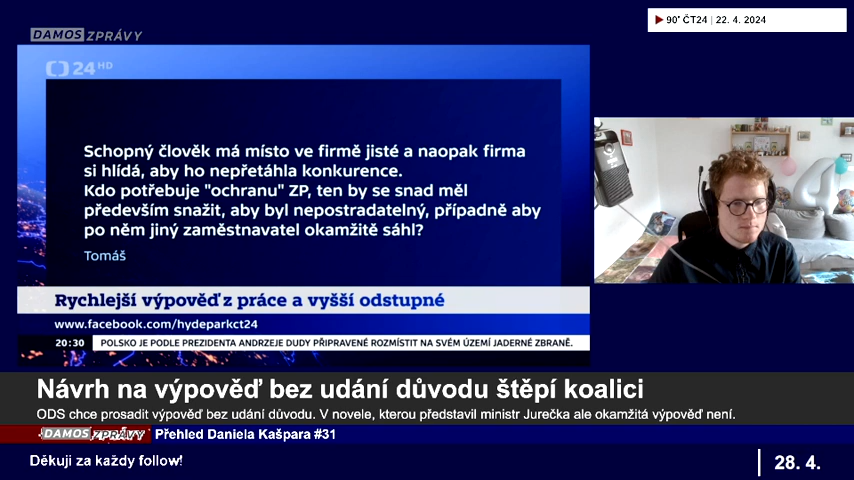 DAMOS ZPRÁVY
90' ČT24 | 22. 4. 2024
24 HD
Schopný člověk má místo ve firmě jisté a naopak firma
si hlídá, aby ho nepřetáhla konkurence.
Kdo potřebuje "ochranu" ZP, ten by se snad měl
především snažit, aby byl nepostradatelný, případně aby
po něm jiný zaměstnavatel okamžitě sáhl?
Tomáš
Rychlejší výpověď z práce a vyšší odstupné
www.facebook.com/hydeparkct24
20:30 POLSKO JE PODLE PREZIDENTA ANDRZEJE DUDY PŘIPRAVENÉ ROZMÍSTIT NA SVÉM ÚZEMÍ JADERNÉ ZBRANĚ.
Návrh na výpověď bez udání důvodu štěpí koalici
ODS chce prosadit výpověď bez udání důvodu. V novele, kterou představil ministr Jurečka ale okamžitá výpověď není.
DAMOS ZPRÁVY Přehled Daniela Kašpara #31
Děkuji za každy follow!
28. 4.